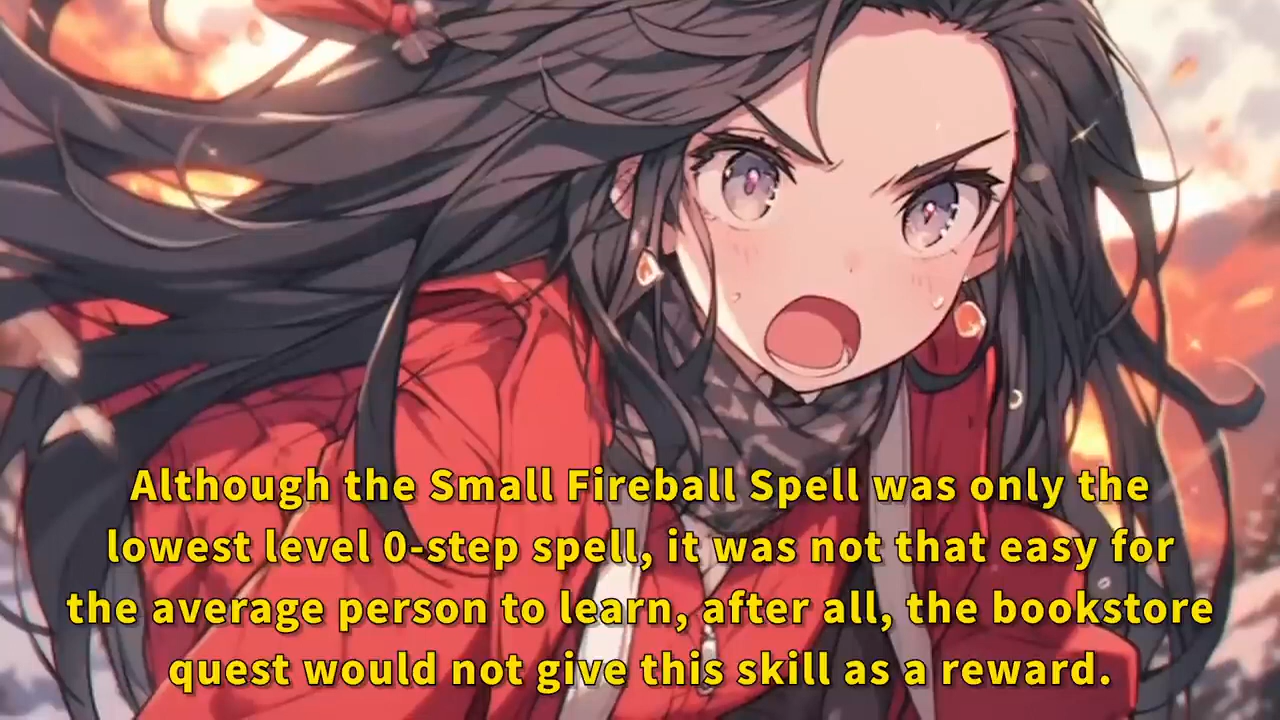 Although the Small Fireball Spell was only the
lowest level 0-step spell, it was not that easy for
the average person to learn, after all, the bookstore
quest would not give this skill as a reward.